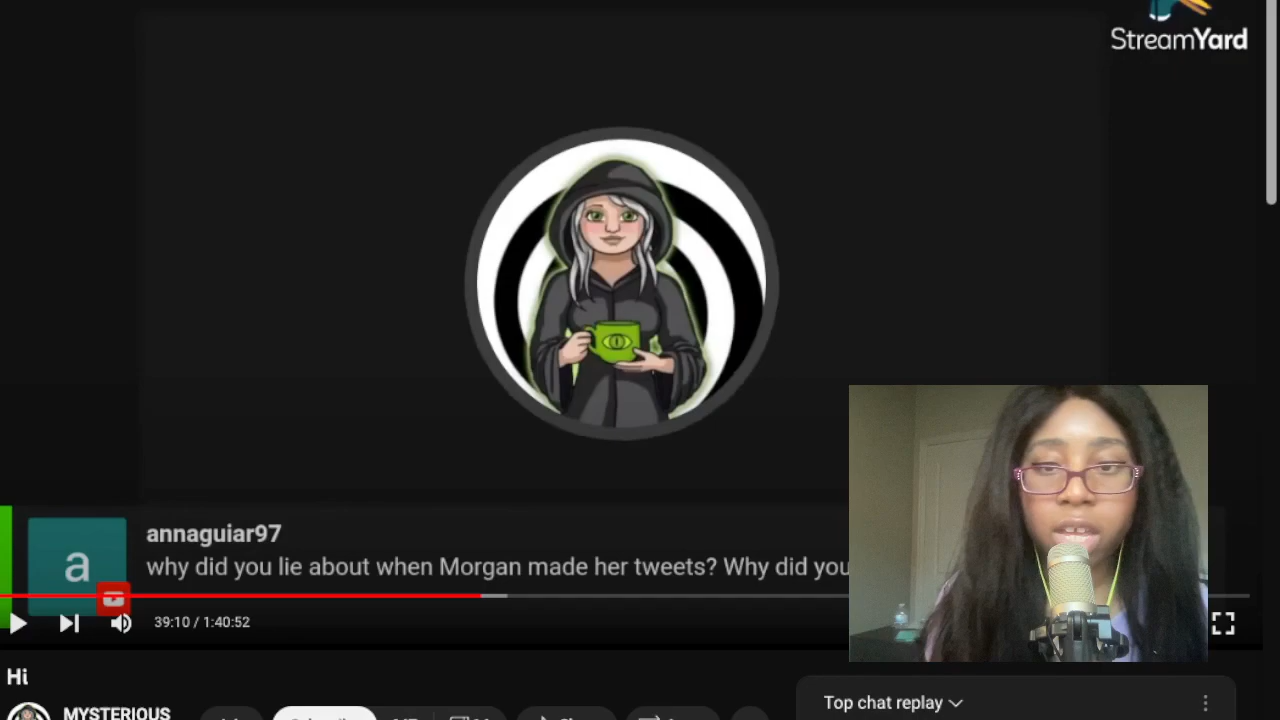 StreamYard
annaguiar97
why did you lie about when Morgan made her tweets? Why did you
a
39:10 / 1:40:52
Hi
MYSTERIOUS
Top chat replay